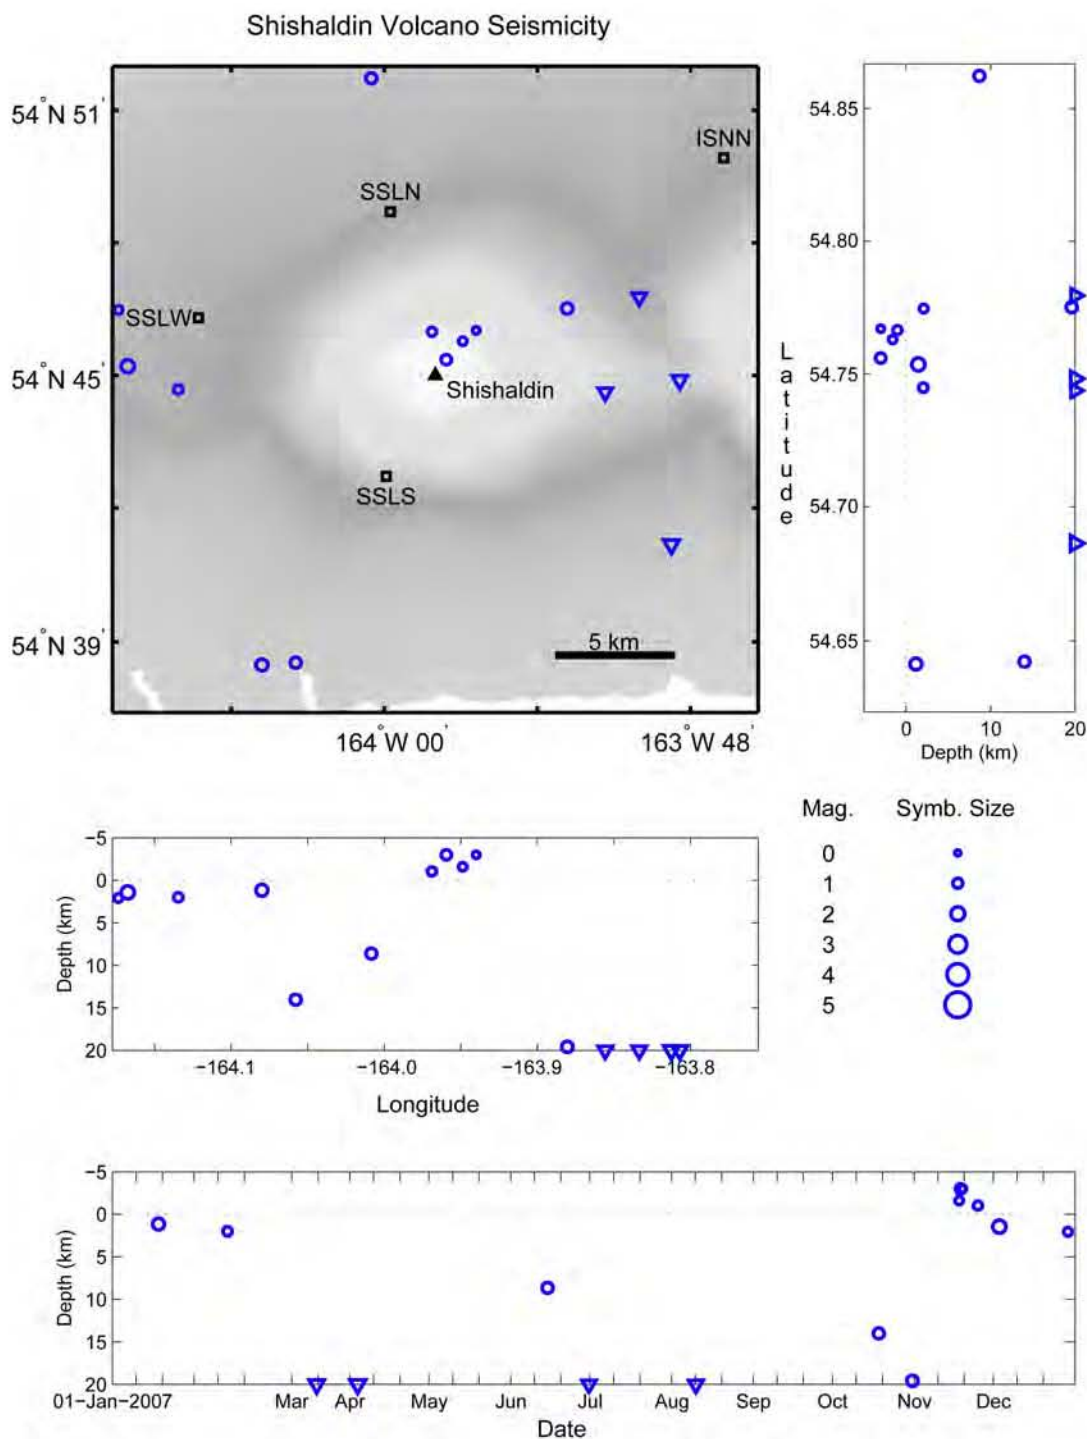 Shishaldin Volcano Seismicity
54°N 51'
54°N 45'
54°N 39'
ISNN
SSLN
SSLW
Shishaldin
SSLS
5 km
164°W 00'
163°W 48'
Latitude
54.85
54.80
54.75
54.70
54.65
0 10 20
Depth (km)
Mag. Symb. Size
0
1
2
3
4
5
Depth (km)
−5
0
5
10
15
20
−164.1 −164.0 −163.9 −163.8
Longitude
Depth (km)
−5
0
5
10
15
20
01−Jan−2007 Mar Apr May Jun Jul Aug Sep Oct Nov Dec
Date